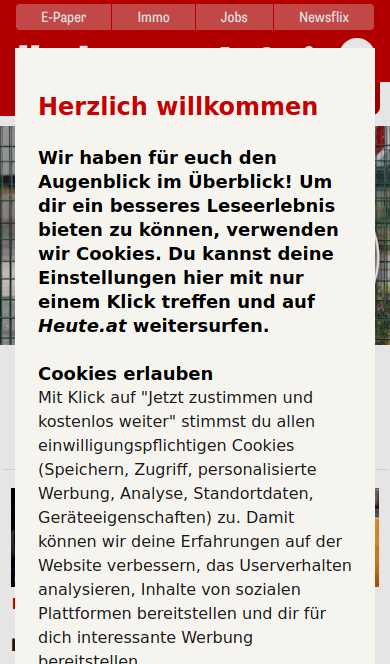 E-Paper
Immo
Jobs
Newsflix
Herzlich willkommen
Wir haben für euch den
Augenblick im Überblick! Um
dir ein besseres Leseerlebnis
bieten zu können, verwenden
wir Cookies. Du kannst deine
Einstellungen hier mit nur
einem Klick treffen und auf
Heute.at weitersurfen.
Cookies erlauben
Mit Klick auf "Jetzt zustimmen und
kostenlos weiter" stimmst du allen
einwilligungspflichtigen Cookies
(Speichern, Zugriff, personalisierte
Werbung, Analyse, Standortdaten,
Geräteeigenschaften) zu. Damit
können wir deine Erfahrungen auf der
Website verbessern, das Userverhalten
analysieren, Inhalte von sozialen
Plattformen bereitstellen und dir für
dich interessante Werbung
bereitstellen